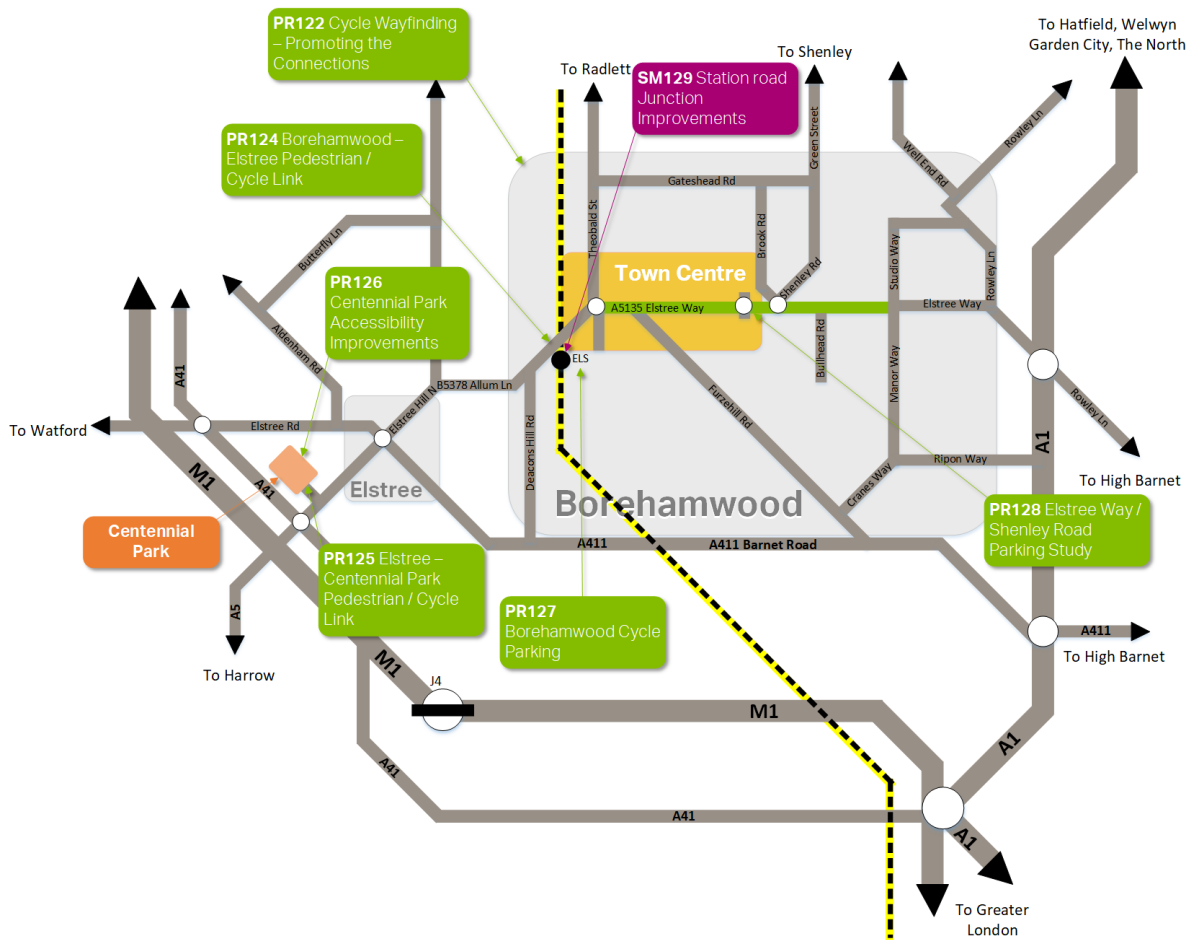 PR122 Cycle Wayfinding
– Promoting the
Connections
To Hatfield, Welwyn
Garden City, The North
To Shenley
To Radlett
SM129 Station road
Junction
Improvements
PR124 Borehamwood –
Elstree Pedestrian /
Cycle Link
Green Street
Rowley Ln
Well End Rd
Gateshead Rd
Theobald St
Brook Rd
Butterfly Ln
Studio Way
Rowley Ln
Town Centre
Shenley Rd
PR126
Centennial Park
Accessibility
Improvements
A5135 Elstree Way
Elstree Way
Aldenham Rd
Bullhead Rd
ELS
A41
Manor Way
B5378 Allum Ln
Elstree Hill N
Furzehill Rd
Rowley Ln
To Watford
Elstree Rd
Deacons Hill Rd
A1
M1
A41
Ripon Way
Elstree
Cranes Way
To High Barnet
Borehamwood
Centennial
Park
PR128 Elstree Way /
Shenley Road
Parking Study
A411
A411 Barnet Road
PR125 Elstree –
Centennial Park
Pedestrian / Cycle
Link
A5
PR127
Borehamwood Cycle
Parking
A411
To High Barnet
To Harrow
M1
J4
M1
A1
A41
A41
A1
To Greater
London